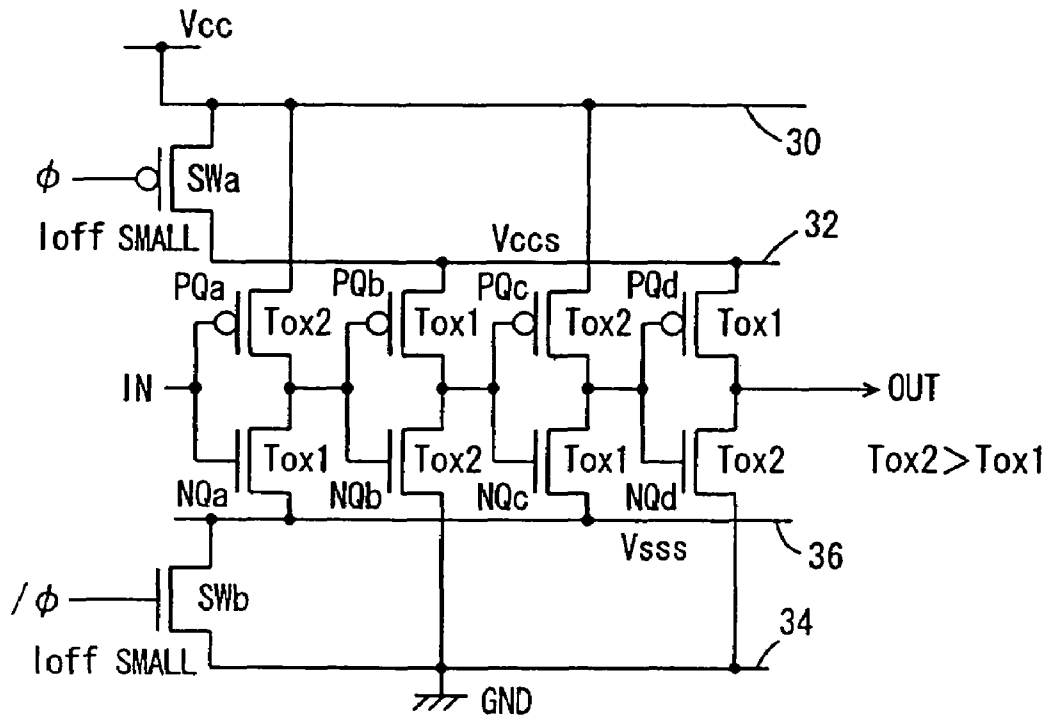 Vcc
30
ϕ
SWa
Ioff SMALL
Vccs
32
PQa
PQb
PQc
PQd
Tox2
Tox1
Tox2
Tox1
IN
OUT
Tox1
Tox2
Tox1
Tox2
Tox2>Tox1
NQa
NQb
NQc
NQd
Vsss
36
/ϕ
SWb
34
Ioff SMALL
GND